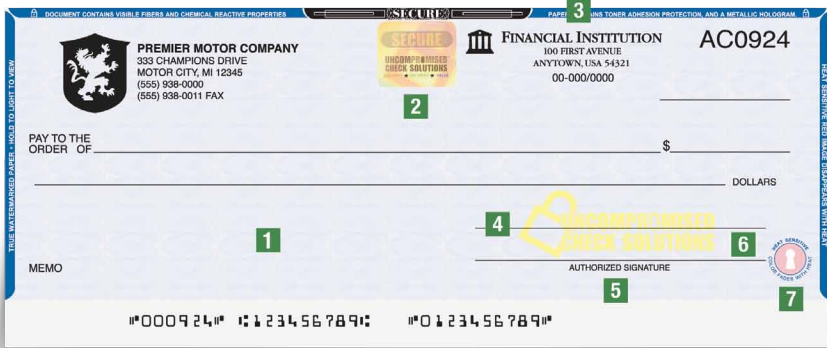 DOCUMENT CONTAINS VISIBLE FIBERS AND CHEMICAL REACTIVE PROPERTIES
SECURE
3
PAPER TONER ADHESION PROTECTION, AND A METALLIC HOLOGRAM
PREMIER MOTOR COMPANY
333 CHAMPIONS DRIVE
MOTOR CITY, MI 12345
(555) 938-0000
(555) 938-0011 FAX
SECURE
UNCOMPROMISED
CHECK SOLUTIONS
2
FINANCIAL INSTITUTION
100 FIRST AVENUE
ANYTOWN, USA 54321
00-000/0000
AC0924
TRUE WATERMARKED PAPER • HOLD TO LIGHT TO VIEW
HEAT SENSITIVE RED IMAGE DISAPPEARS WITH HEAT
PAY TO THE
ORDER OF
$
DOLLARS
4
UNCOMPROMISED
CHECK SOLUTIONS
1
6
HEAT SENSITIVE
COLOR FADES WITH HEAT
MEMO
AUTHORIZED SIGNATURE
5
7
⑈000924⑈ ⑆123456789⑆ ⑈0123456789⑈